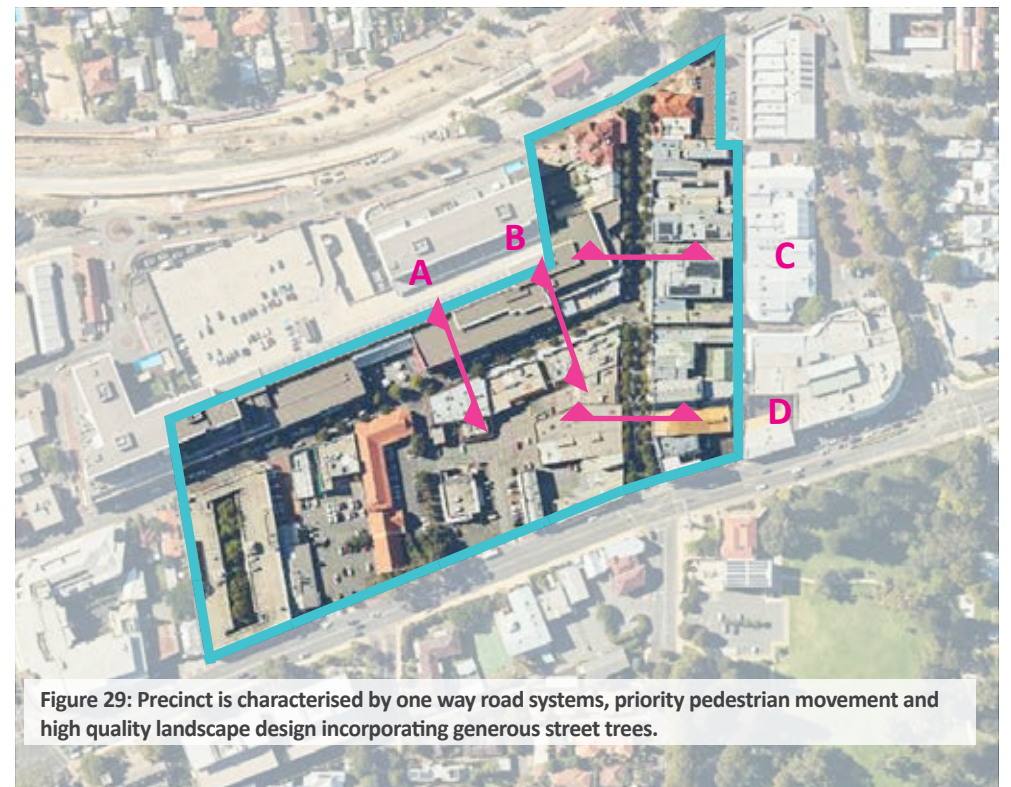 B
A
C
D
Figure 29: Precinct is characterised by one way road systems, priority pedestrian movement and
high quality landscape design incorporating generous street trees.